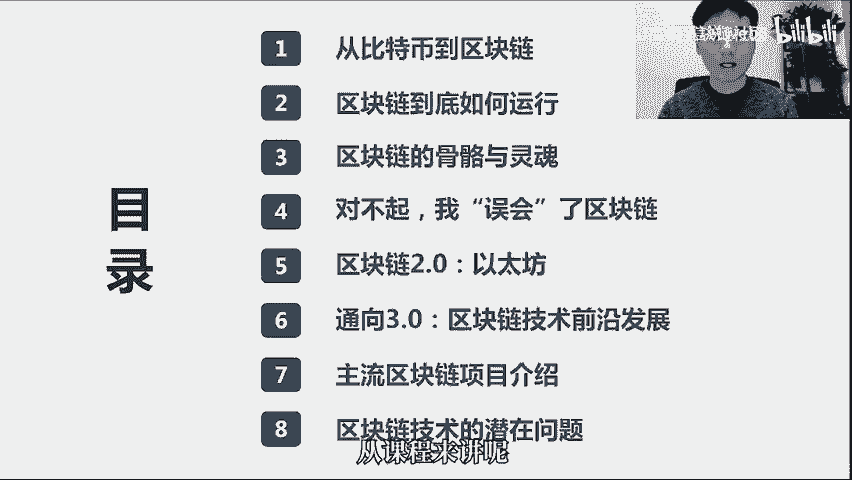 bilibili
目
录
1 从比特币到区块链
2 区块链到底如何运行
3 区块链的骨骼与灵魂
4 对不起，我“误会”了区块链
5 区块链2.0：以太坊
6 通向3.0：区块链技术前沿发展
7 主流区块链项目介绍
8 区块链技术的潜在问题
从课程来讲呢